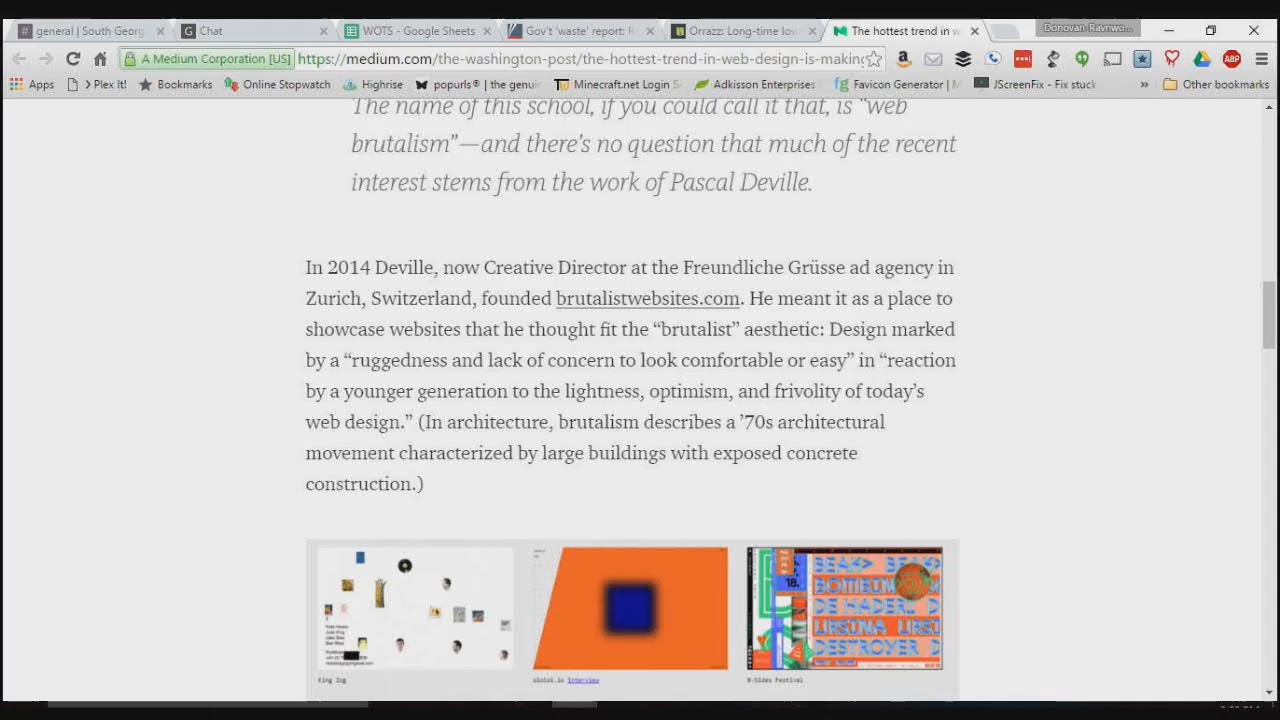 general | South Georg
Chat
WOTS - Google Sheets
Gov't 'waste' report: R
Orrazz: Long-time low
The hottest trend in w
A Medium Corporation [US]
https://medium.com/the-washington-post/the-hottest-trend-in-web-design-is-making
Apps
Plex It!
Bookmarks
Online Stopwatch
Highrise
popurls® | the genuin
Minecraft.net Login S
Adkisson Enterprises
Favicon Generator |
JScreenFix - Fix stuck
»
Other bookmarks
The name of this school, if you could call it that, is “web
brutalism”—and there’s no question that much of the recent
interest stems from the work of Pascal Deville.
In 2014 Deville, now Creative Director at the Freundliche Grüsse ad agency in
Zurich, Switzerland, founded brutalistwebsites.com. He meant it as a place to
showcase websites that he thought fit the “brutalist” aesthetic: Design marked
by a “ruggedness and lack of concern to look comfortable or easy” in “reaction
by a younger generation to the lightness, optimism, and frivolity of today’s
web design.” (In architecture, brutalism describes a ’70s architectural
movement characterized by large buildings with exposed concrete
construction.)
18.
DESTROYER D
King Zog
Interview
B-Sides Festival